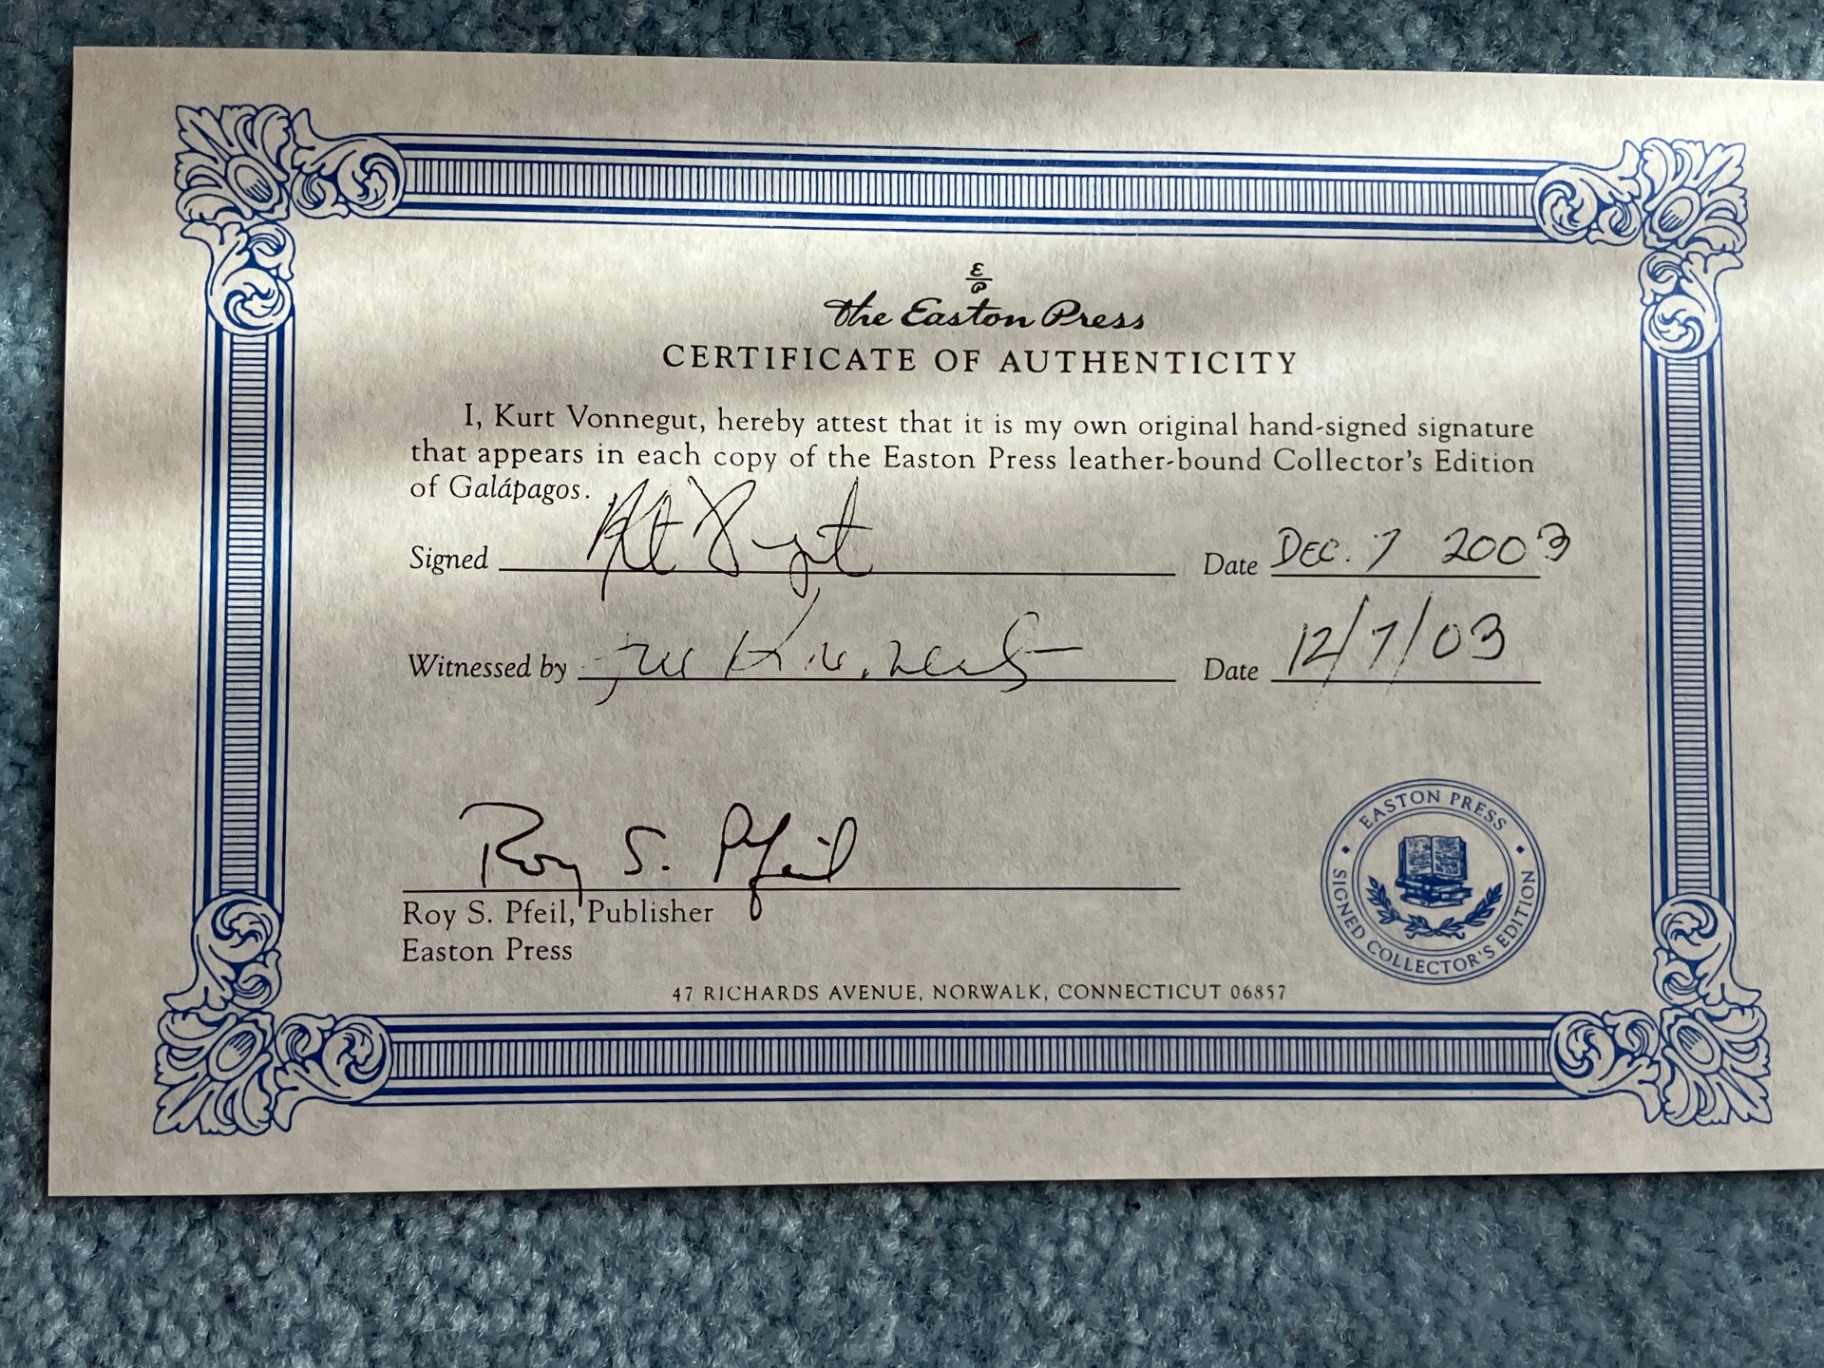 E/P
The Easton Press
CERTIFICATE OF AUTHENTICITY
I, Kurt Vonnegut, hereby attest that it is my own original hand-signed signature
that appears in each copy of the Easton Press leather-bound Collector's Edition
of Galápagos.
Signed Date DEC. 7 2003
Witnessed by Date 12/7/03
Roy S. Pfeil
Roy S. Pfeil, Publisher
Easton Press
EASTON PRESS
SIGNED COLLECTOR'S EDITION
47 RICHARDS AVENUE, NORWALK, CONNECTICUT 06857